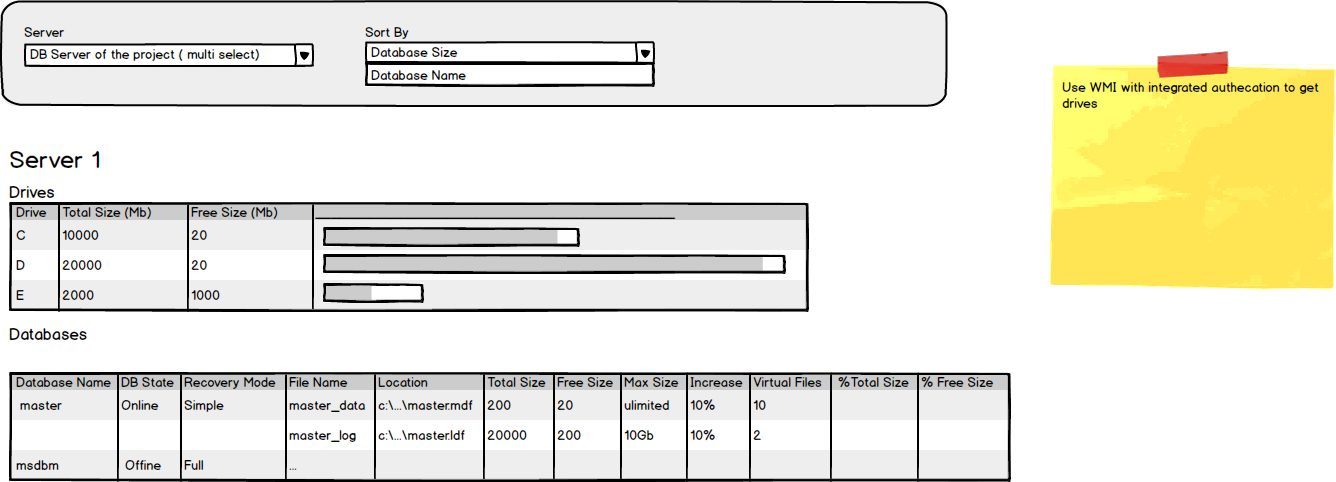 Server
Sort By
DB Server of the project ( multi select)
Database Size
Database Name
Use WMI with integrated authecation to get
drives
Server 1
Drives
Drive Total Size (Mb) Free Size (Mb)
C 10000 20
D 20000 20
E 2000 1000
Databases
Database Name DB State Recovery Mode File Name Location Total Size Free Size Max Size Increase Virtual Files %Total Size % Free Size
master Online Simple master_data c:\...\master.mdf 200 20 ulimited 10% 10
master_log c:\...\master.ldf 20000 200 10Gb 10% 2
msdbm Offine Full ...